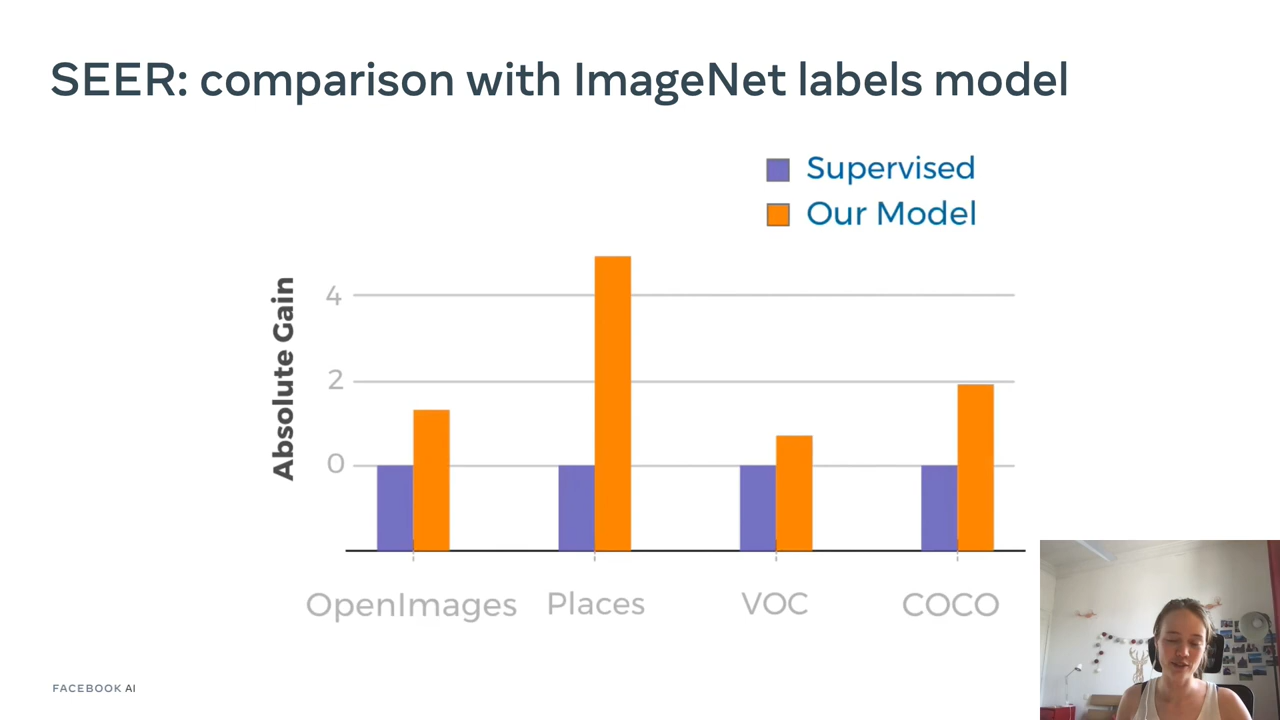 SEER: comparison with ImageNet labels model
Supervised
Our Model
Absolute Gain
4
2
0
OpenImages
Places
VOC
COCO
FACEBOOK AI